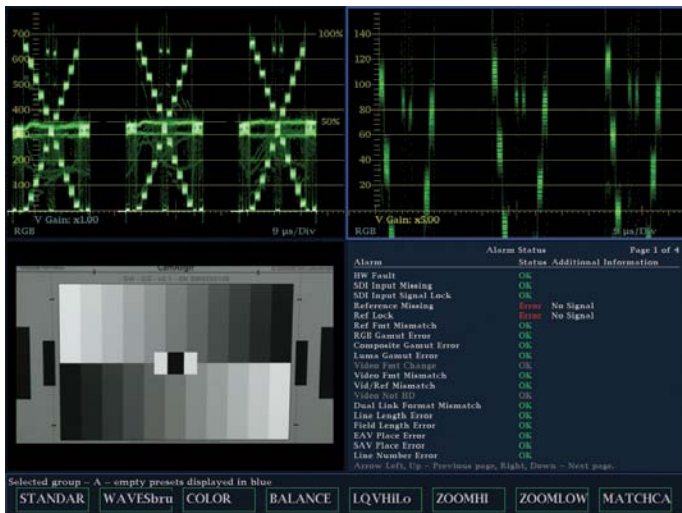 700
600
500
400
300
200
100
0
100%
50%
V Gain: x1.00
RGB
9 µs/Div
140
120
100
80
60
40
20
V Gain: x5.00
RGB
9 µs/Div
CamAlign
Alarm Status Page 1 of 4
Alarm Status Additional Information
HW Fault OK
SDI Input Missing OK
SDI Input Signal Lock OK
Reference Missing Error No Signal
Ref Lock Error No Signal
Ref Fmt Mismatch OK
RGB Gamut Error OK
Composite Gamut Error OK
Luma Gamut Error OK
Video Fmt Change OK
Video Fmt Mismatch OK
Vid/Ref Mismatch OK
Video Not HD OK
Dual Link Format Mismatch OK
Line Length Error OK
Field Length Error OK
EAV Place Error OK
SAV Place Error OK
Line Number Error OK
Arrow Left, Up - Previous page, Right, Down - Next page.
Selected group - A - empty presets displayed in blue
STANDAR WAVESbru COLOR BALANCE LQVHiLo ZOOMHI ZOOMLOW MATCHCA